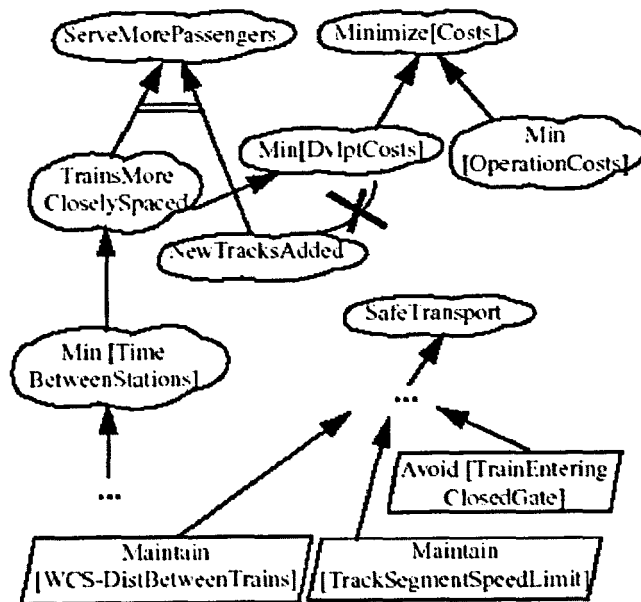 ServeMorePassengers
Minimize[Costs]
Min[DvlptCosts]
Min
[OperationCosts]
TrainsMore
CloselySpaced
NewTracksAdded
SafeTransport
Min [Time
BetweenStations]
...
...
Avoid [TrainEntering
ClosedGate]
Maintain
[WCS-DistBetweenTrains]
Maintain
[TrackSegmentSpeedLimit]